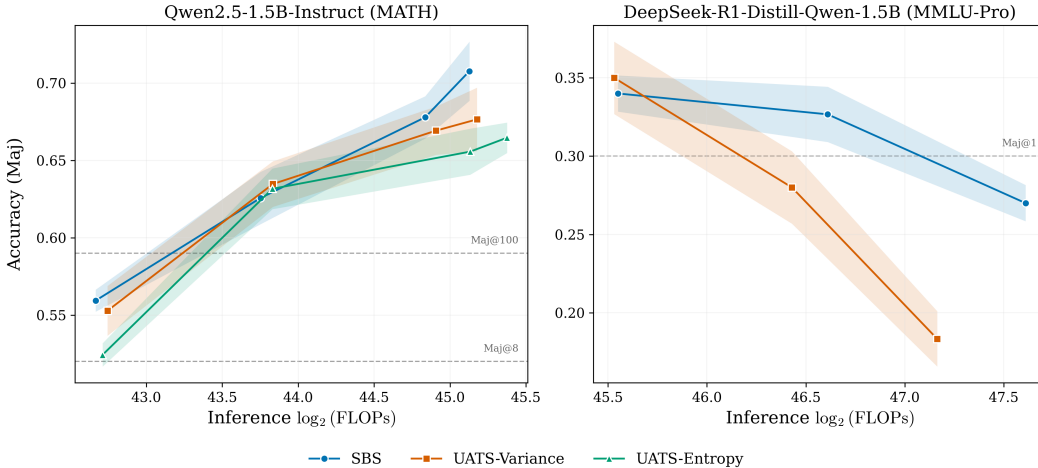 Qwen2.5-1.5B-Instruct (MATH)
0.70
0.65
0.60
0.55
Accuracy (Maj)
Maj@100
Maj@8
43.0
43.5
44.0
44.5
45.0
45.5
Inference log₂ (FLOPs)
DeepSeek-R1-Distill-Qwen-1.5B (MMLU-Pro)
0.35
0.30
0.25
0.20
Maj@1
45.5
46.0
46.5
47.0
47.5
Inference log₂ (FLOPs)
SBS
UATS-Variance
UATS-Entropy